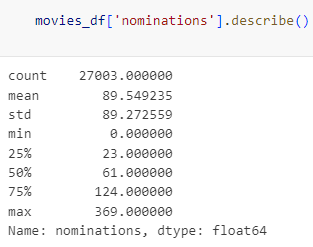 movies_df['nominations'].describe()
count    27003.000000
mean        89.549235
std         89.272559
min          0.000000
25%         23.000000
50%         61.000000
75%        124.000000
max        369.000000
Name: nominations, dtype: float64